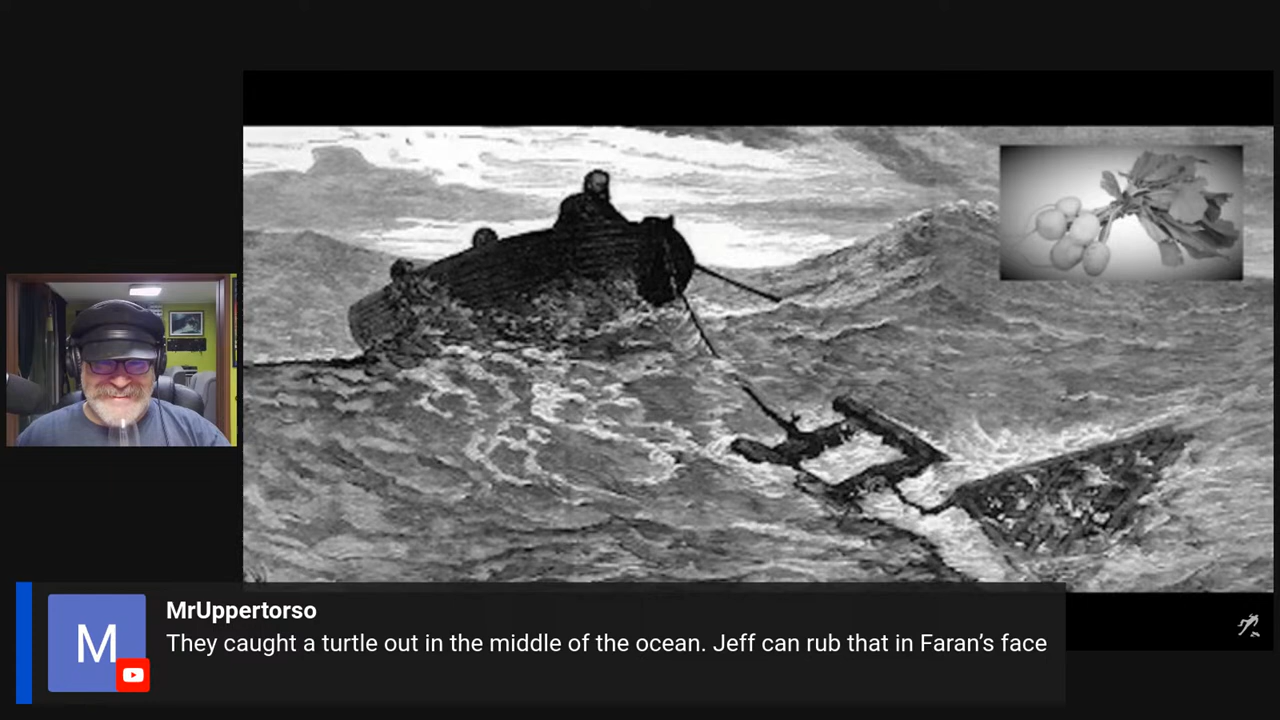 M
MrUppertorso
They caught a turtle out in the middle of the ocean. Jeff can rub that in Faran’s face